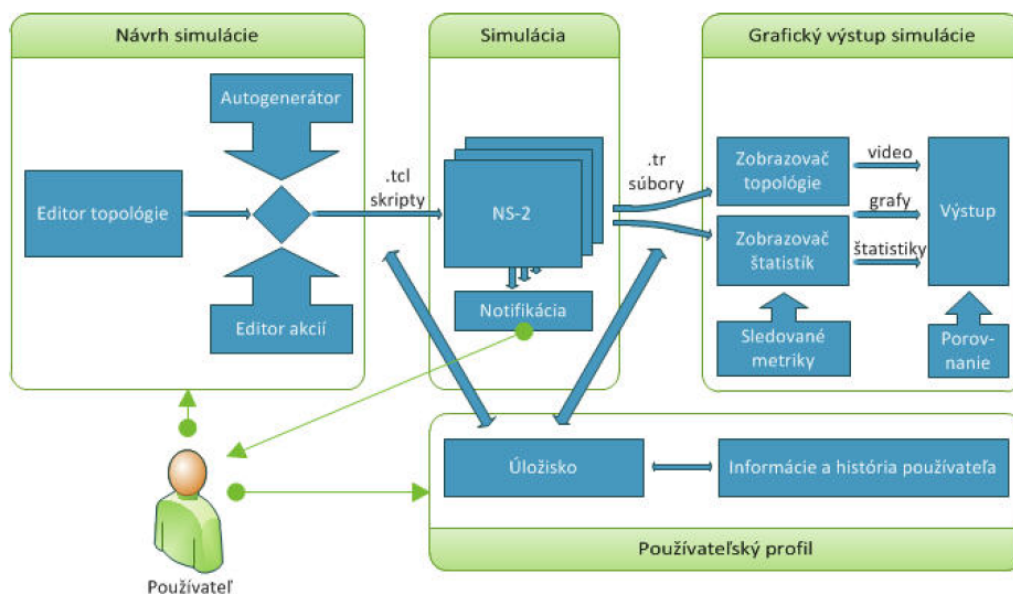 Návrh simulácie
Autogenerátor
Editor topológie
Editor akcií
.tcl
skripty
Simulácia
NS-2
Notifikácia
.tr
súbory
Grafický výstup simulácie
Zobrazovač
topológie
Zobrazovač
štatistík
Sledované
metriky
video
grafy
štatistiky
Výstup
Porov-
nanie
Používateľ
Úložisko
Informácie a história používateľa
Používateľský profil